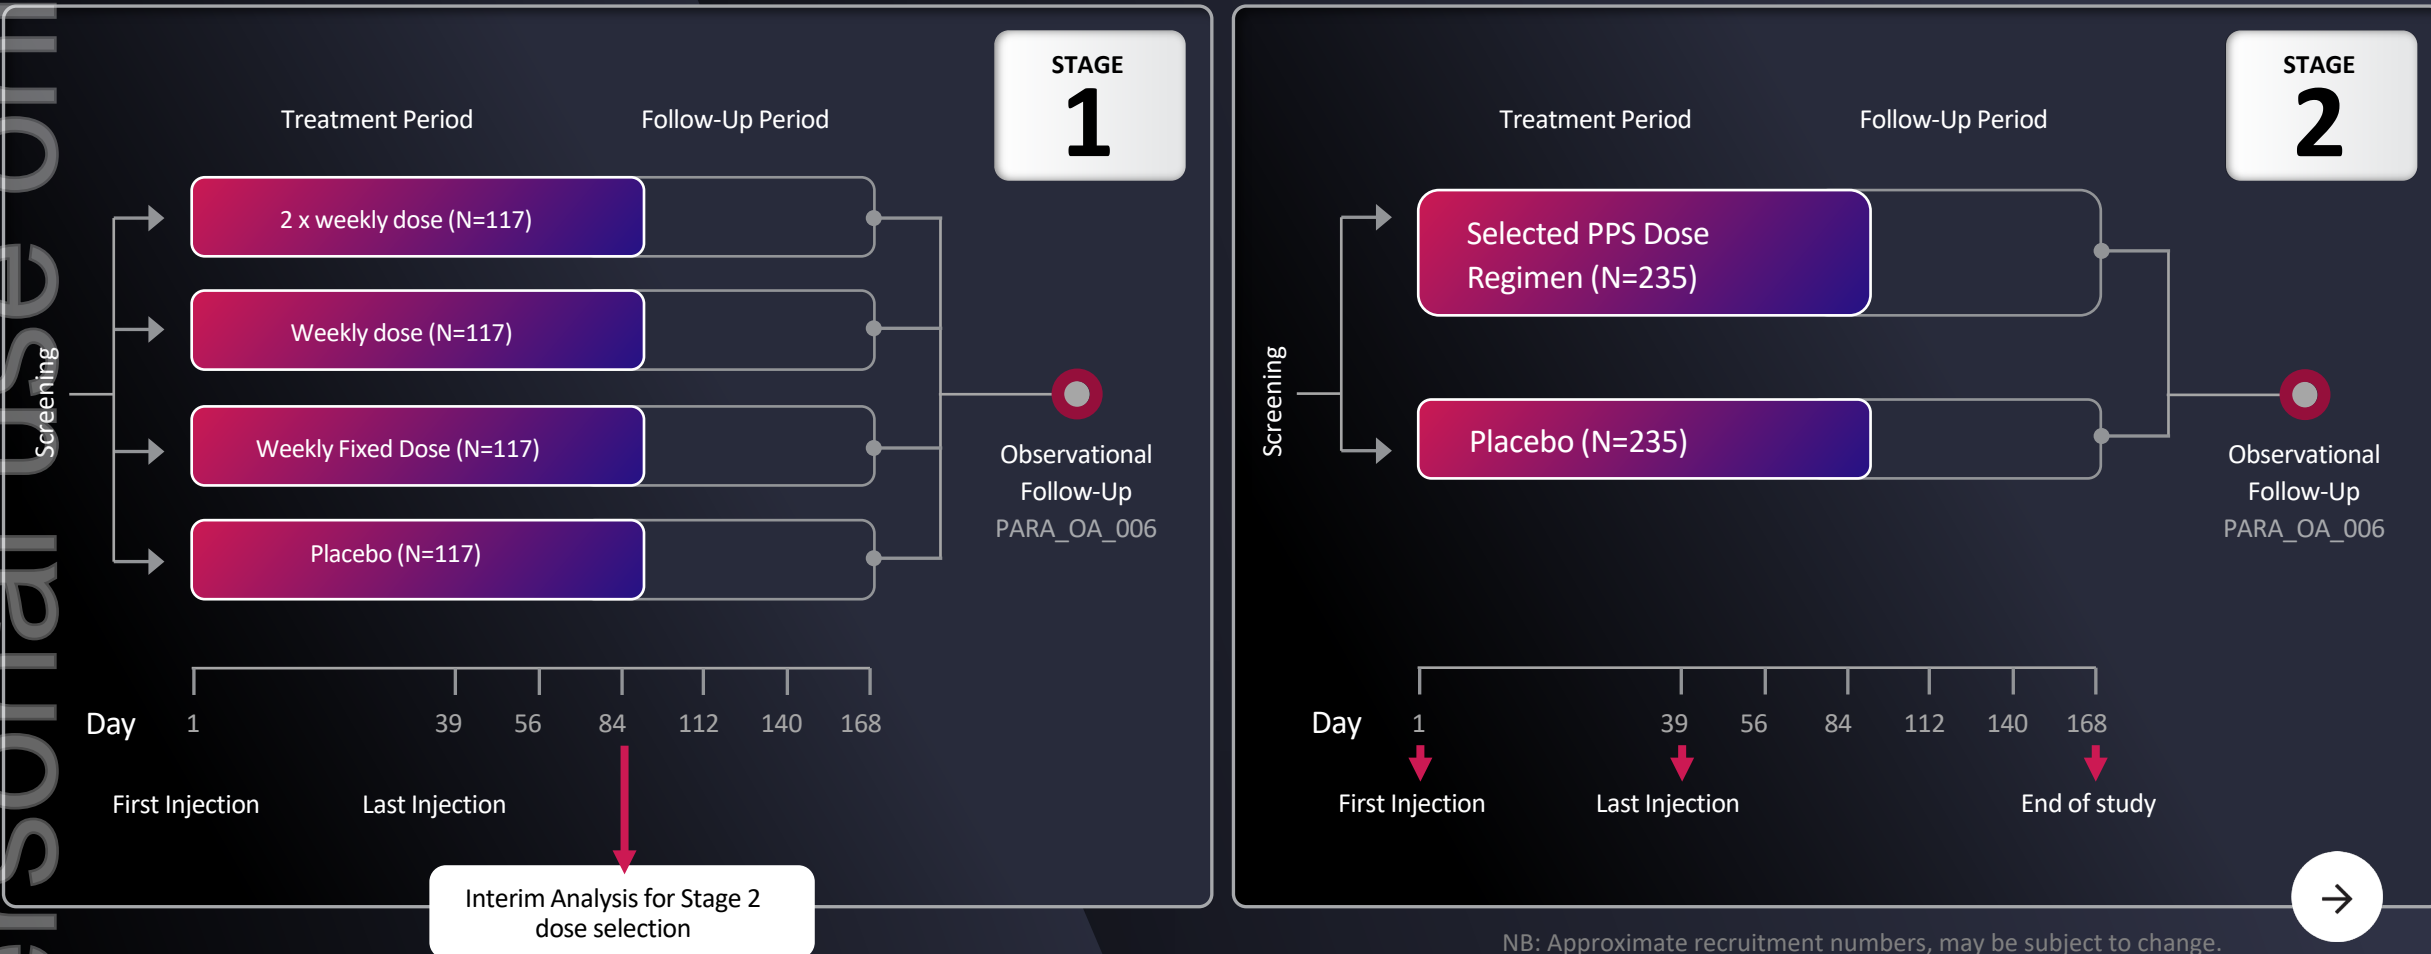 STAGE
1
Treatment Period
Follow-Up Period
2 x weekly dose (N=117)
Weekly dose (N=117)
Weekly Fixed Dose (N=117)
Placebo (N=117)
Screening
Observational
Follow-Up
PARA_OA_006
Day 1 39 56 84 112 140 168
First Injection
Last Injection
Interim Analysis for Stage 2
dose selection
STAGE
2
Treatment Period
Follow-Up Period
Selected PPS Dose
Regimen (N=235)
Placebo (N=235)
Screening
Observational
Follow-Up
PARA_OA_006
Day 1 39 56 84 112 140 168
First Injection
Last Injection
End of study
NB: Approximate recruitment numbers, may be subject to change.
use